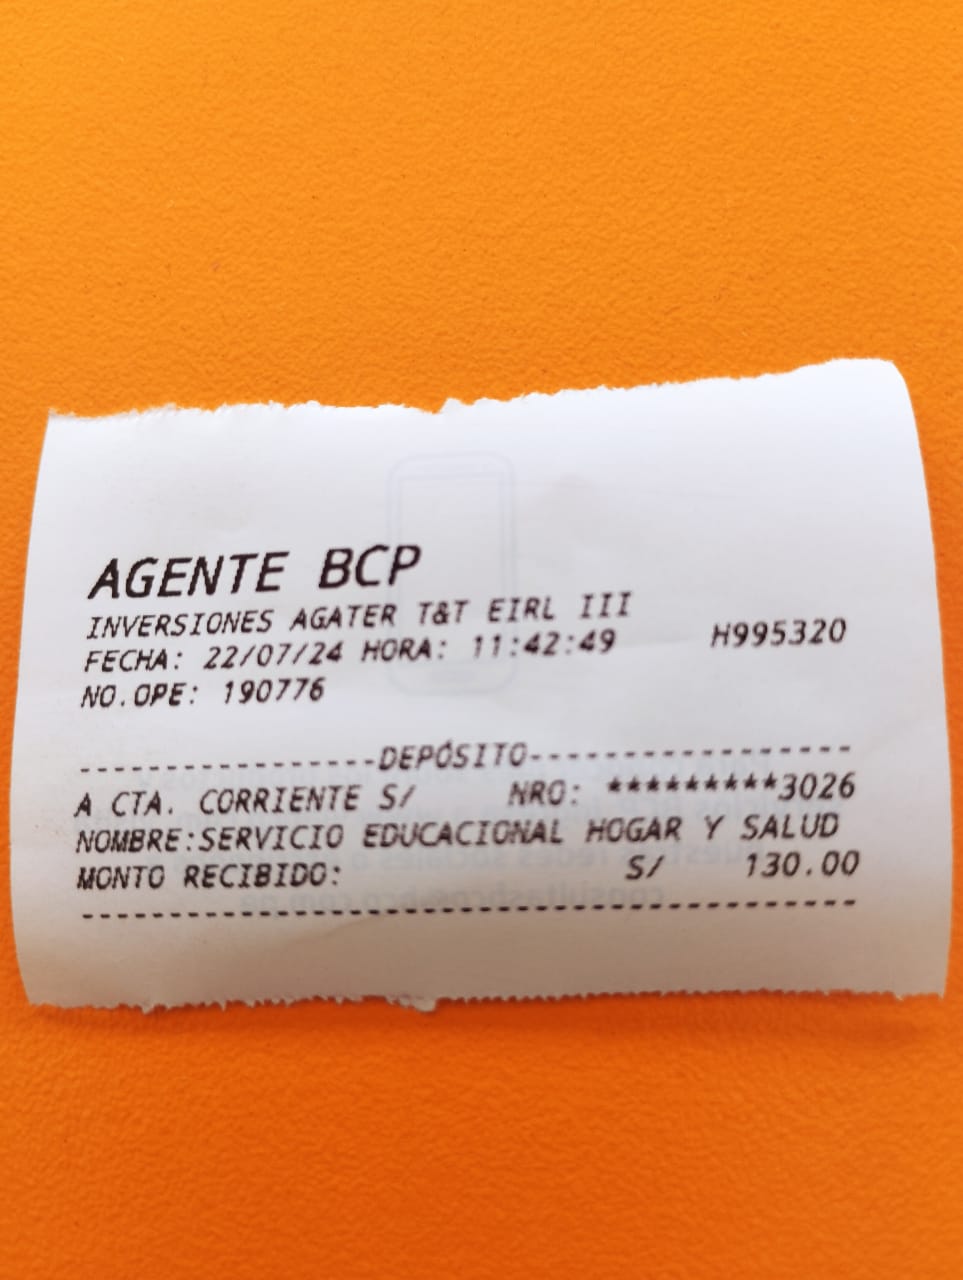 AGENTE BCP
INVERSIONES AGATER T&T EIRL III
FECHA: 22/07/24 HORA: 11:42:49 H995320
NO.OPE: 190776
-----------------DEPÓSITO------------------
A CTA. CORRIENTE S/ NRO: *********3026
NOMBRE:SERVICIO EDUCACIONAL HOGAR Y SALUD
MONTO RECIBIDO: S/ 130.00
--------------------------------------------